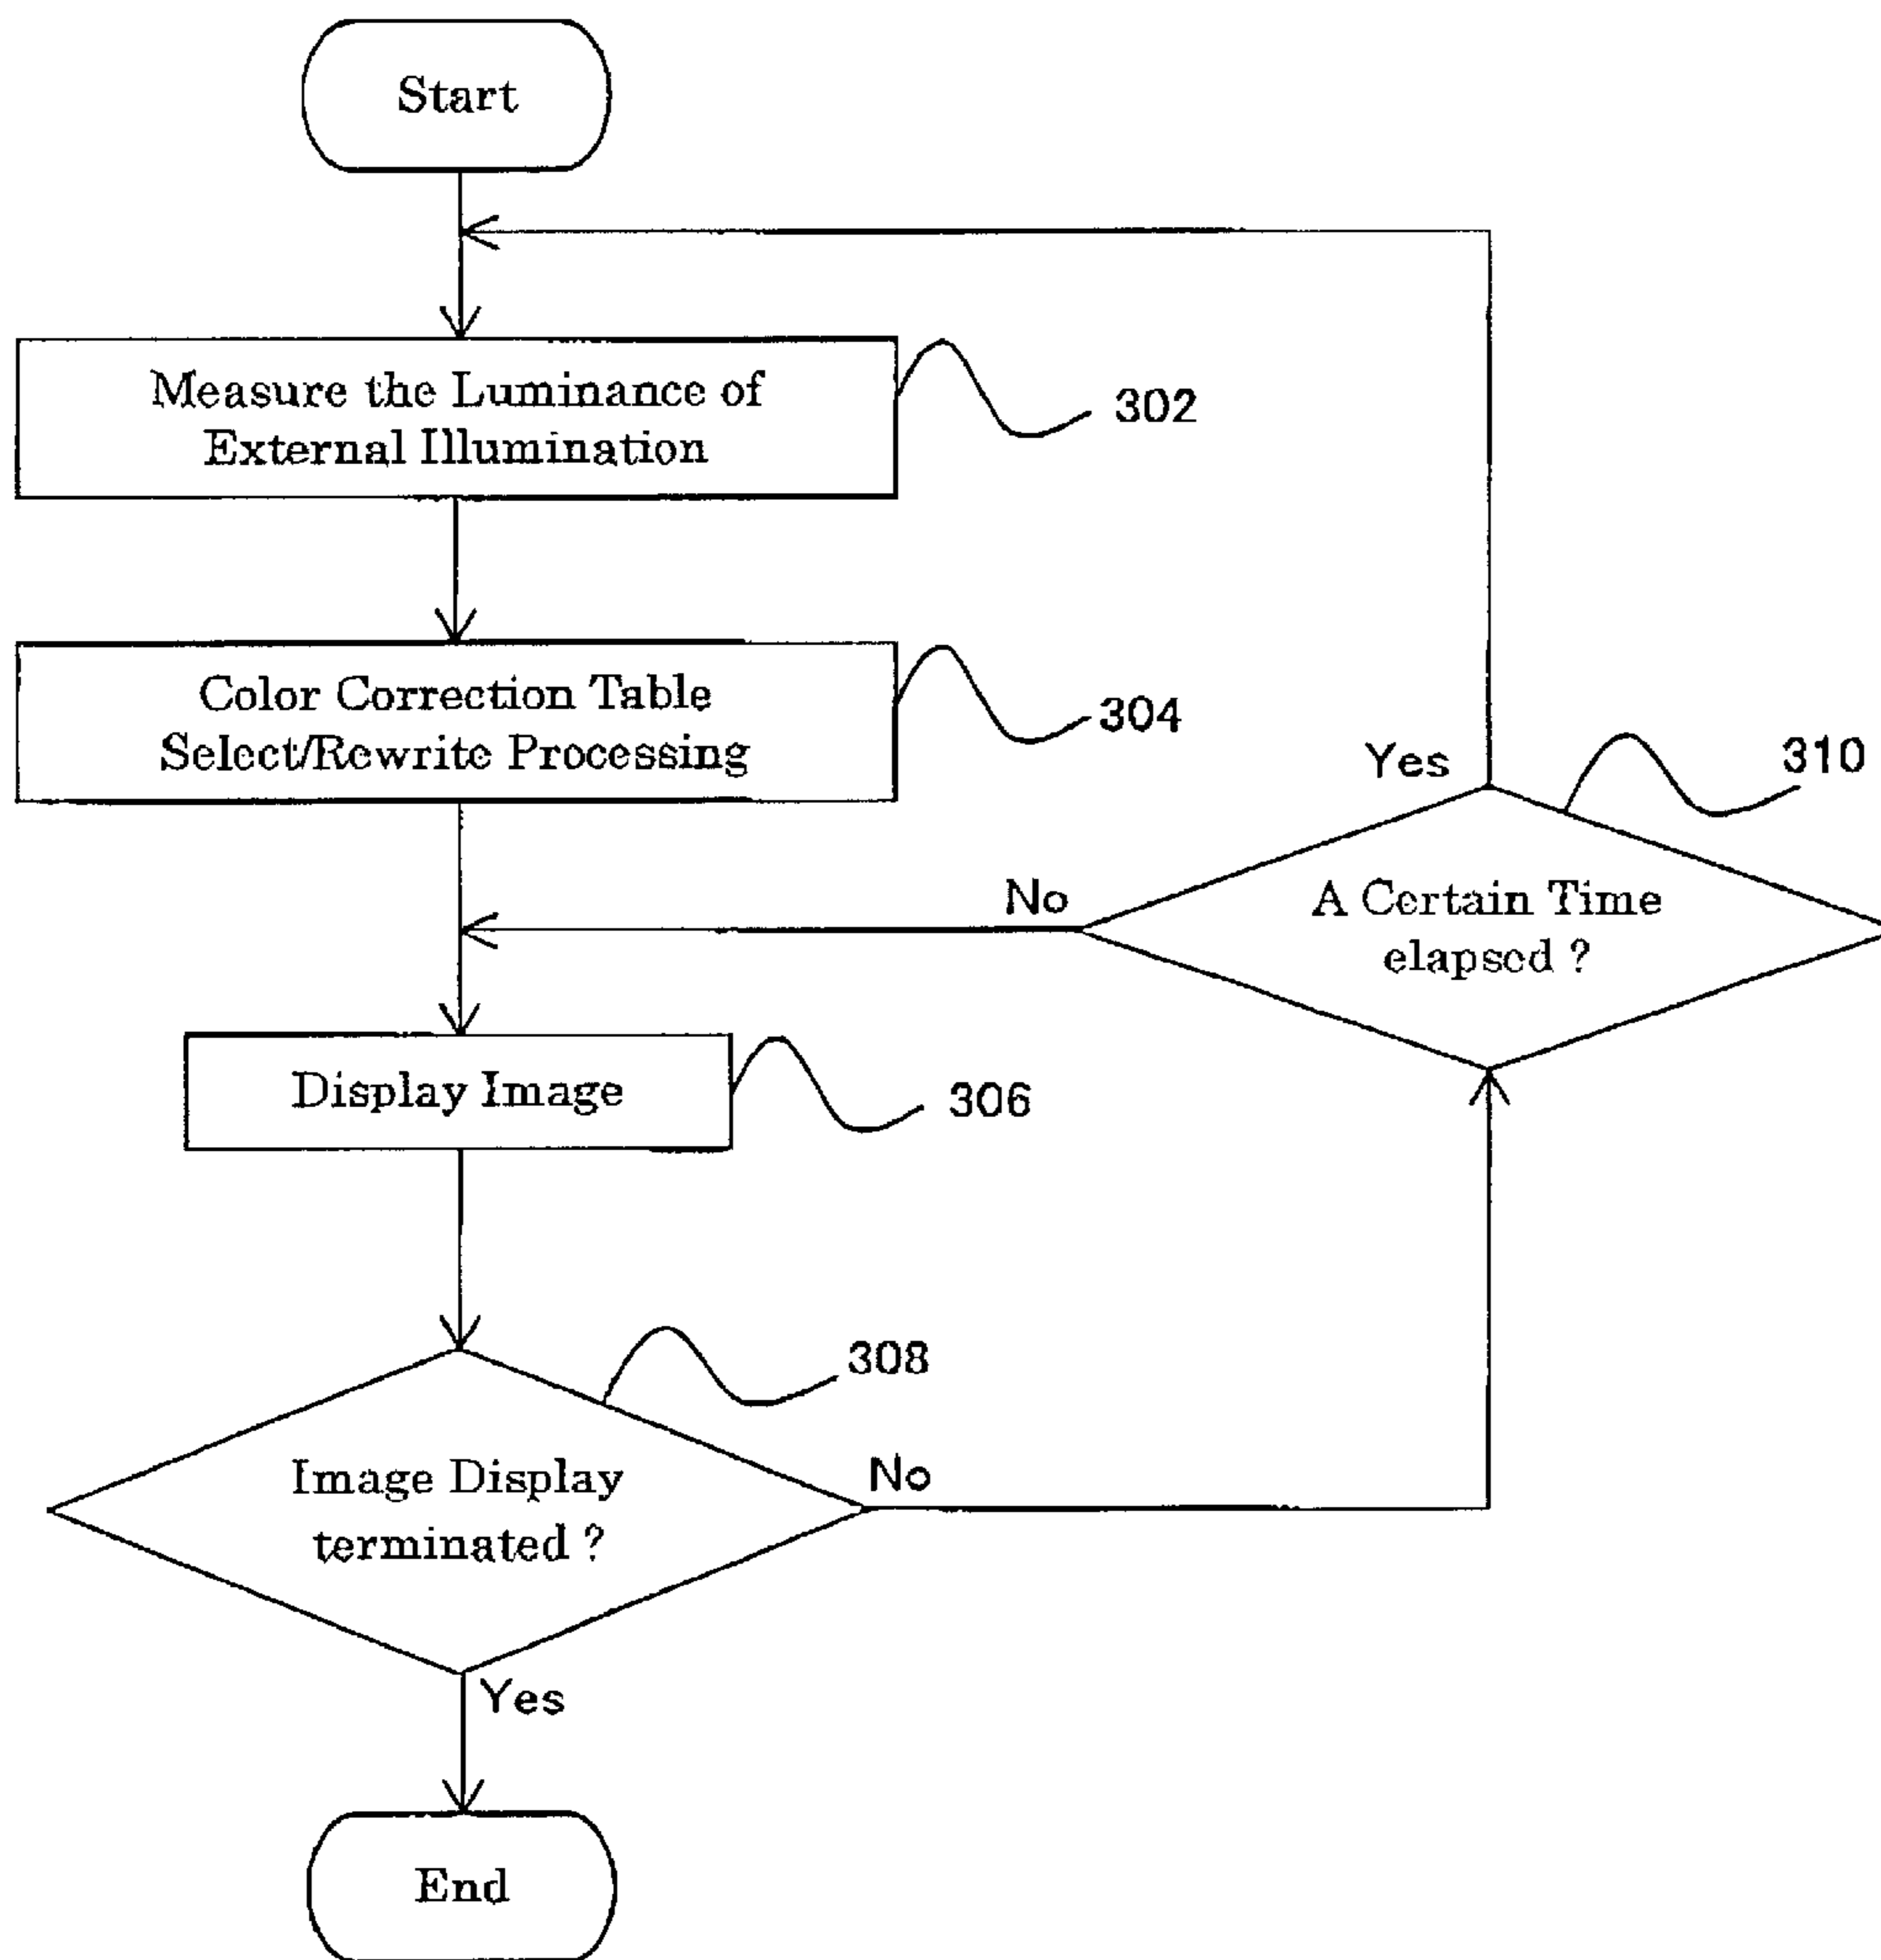 Start
Measure the Luminance of
External Illumination
302
Color Correction Table
Select/Rewrite Processing
304
Yes
310
No
A Certain Time
elapsed ?
Display Image
306
308
Image Display
terminated ?
No
Yes
End